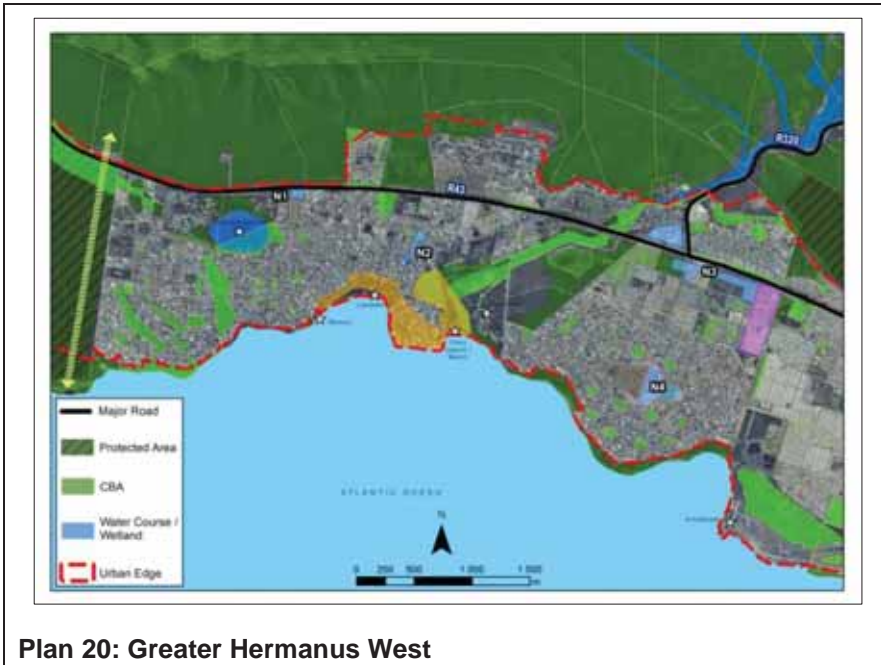 N1
R43
R320
N2
N3
N4
Major Road
Protected Area
CBA
Water Course /
Wetland
Urban Edge
ATLANTIC OCEAN
N
0 250 500 1 000 1 500
m
Plan 20: Greater Hermanus West